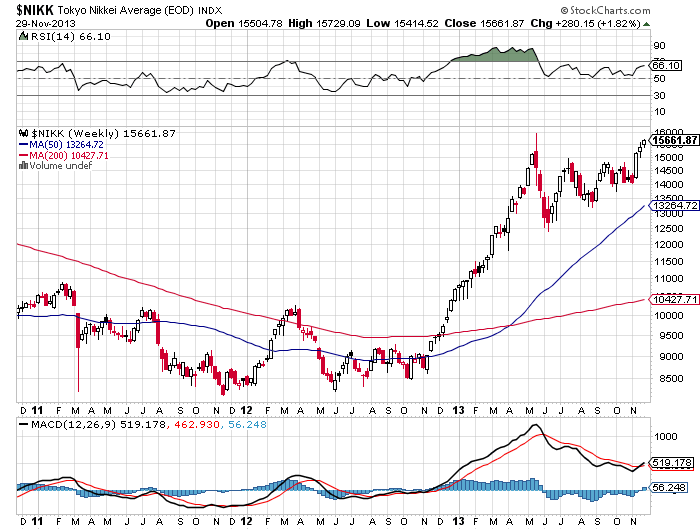 $NIKK Tokyo Nikkei Average (EOD) INDX © StockCharts.com
29-Nov-2013 Open 15504.78 High 15729.09 Low 15414.52 Close 15661.87 Chg +280.15 (+1.82%)
RSI(14) 66.10
90
70
66.10
50
30
10
$NIKK (Weekly) 15661.87
MA(50) 13264.72
MA(200) 10427.71
Volume undef
16000
15661.87
15000
14500
14000
13500
13264.72
13000
12500
12000
11500
11000
10427.71
10000
9500
9000
8500
D 11 F M A M J J A S O N D 12 F M A M J J A S O N D 13 F M A M J J A S O N
MACD(12,26,9) 519.178, 462.930, 56.248
1000
519.178
56.248
D 11 F M A M J J A S O N D 12 F M A M J J A S O N D 13 F M A M J J A S O N